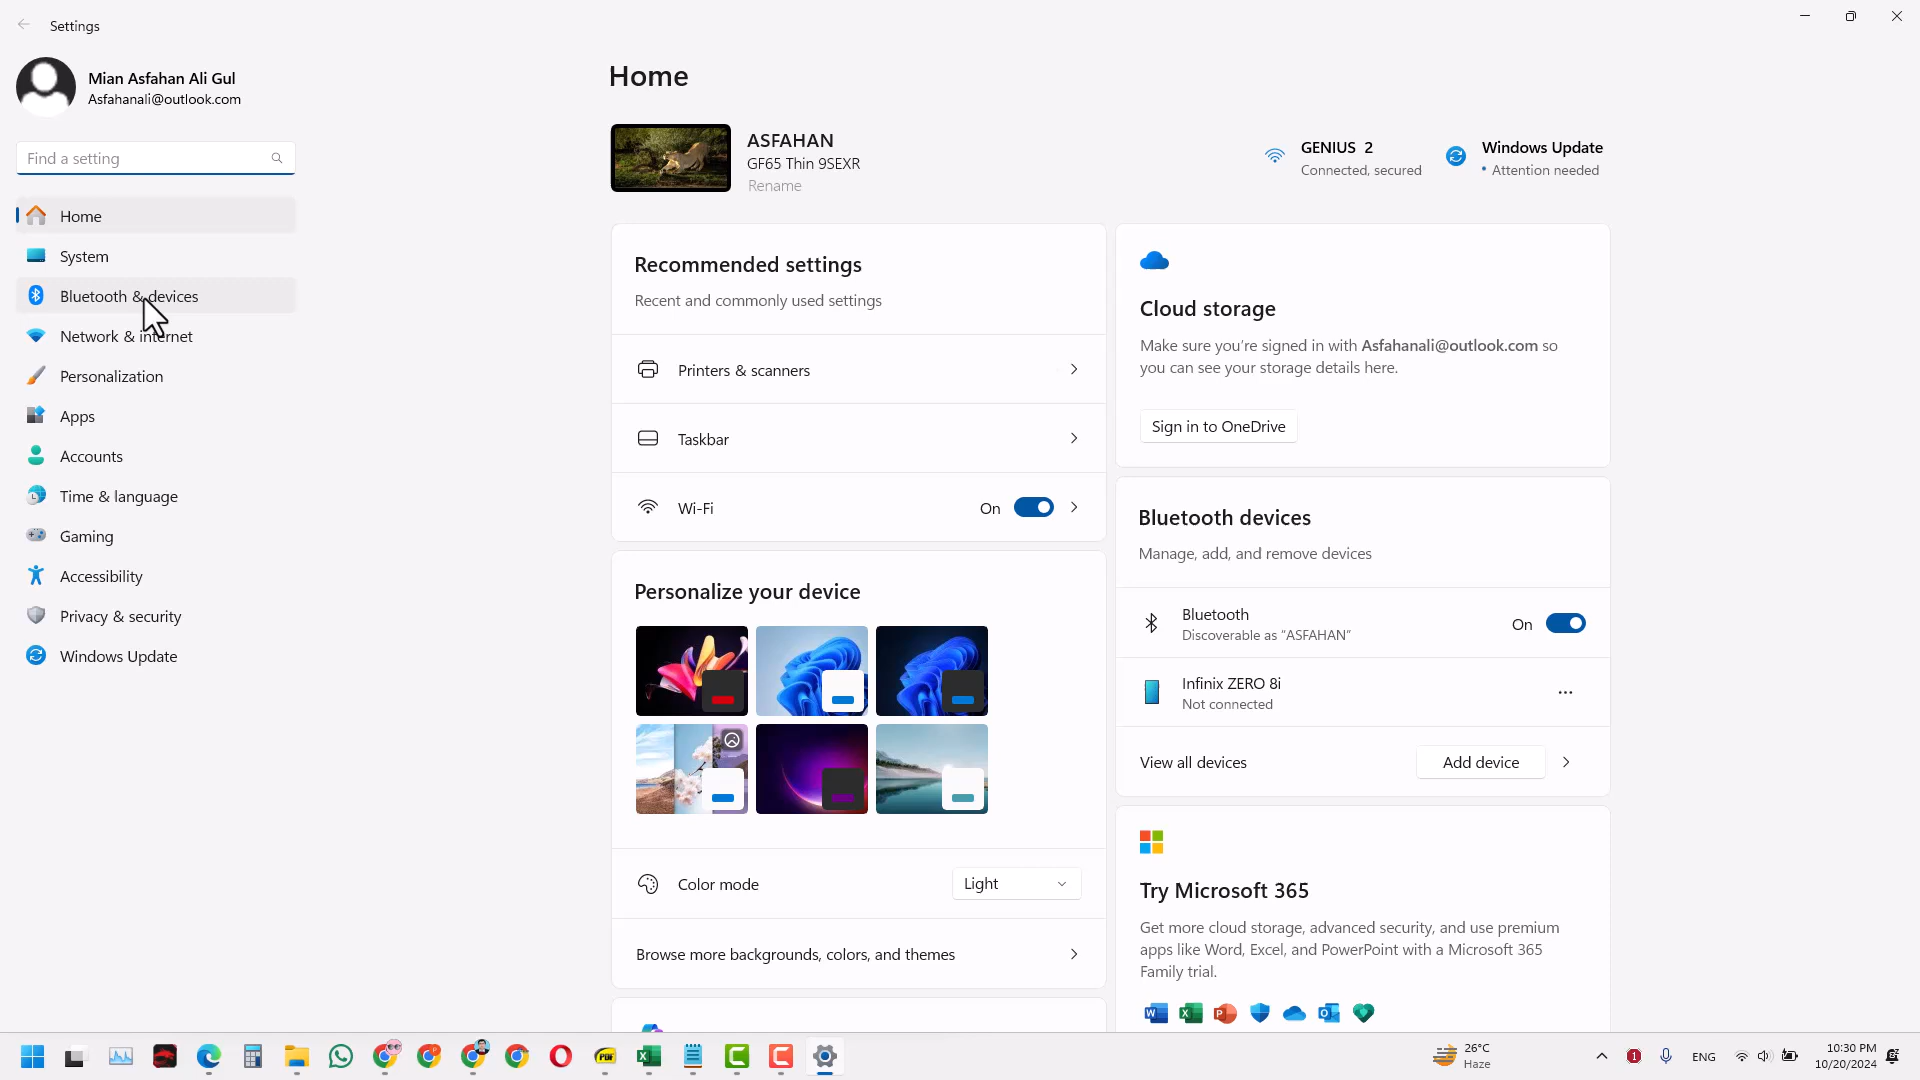 Settings
Mian Asfahan Ali Gul
Asfahanali@outlook.com
Find a setting
Home
System
Bluetooth & devices
Network & internet
Personalization
Apps
Accounts
Time & language
Gaming
Accessibility
Privacy & security
Windows Update
Home
ASFAHAN
GF65 Thin 9SEXR
Rename
GENIUS 2
Connected, secured
Windows Update
• Attention needed
Recommended settings
Recent and commonly used settings
Printers & scanners
Taskbar
Wi-Fi
On
Personalize your device
Color mode
Light
Browse more backgrounds, colors, and themes
Cloud storage
Make sure you're signed in with Asfahanali@outlook.com so
you can see your storage details here.
Sign in to OneDrive
Bluetooth devices
Manage, add, and remove devices
Bluetooth
Discoverable as "ASFAHAN"
On
Infinix ZERO 8i
Not connected
View all devices
Add device
Try Microsoft 365
Get more cloud storage, advanced security, and use premium
apps like Word, Excel, and PowerPoint with a Microsoft 365
Family trial.
PDF
26°C
Haze
1
ENG
10:30 PM
10/20/2024